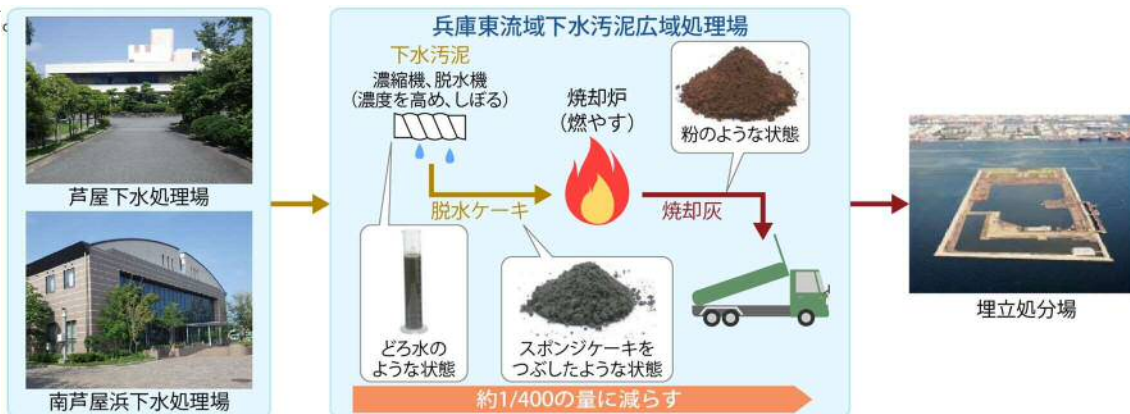 芦屋下水処理場
南芦屋浜下水処理場
兵庫東流域下水汚泥広域処理場
下水汚泥
濃縮機、脱水機
(濃度を高め、しぼる)
脱水ケーキ
どろ水の
ような状態
スポンジケーキを
つぶしたような状態
焼却炉
(燃やす)
粉のような状態
焼却灰
約1/400の量に減らす
埋立処分場